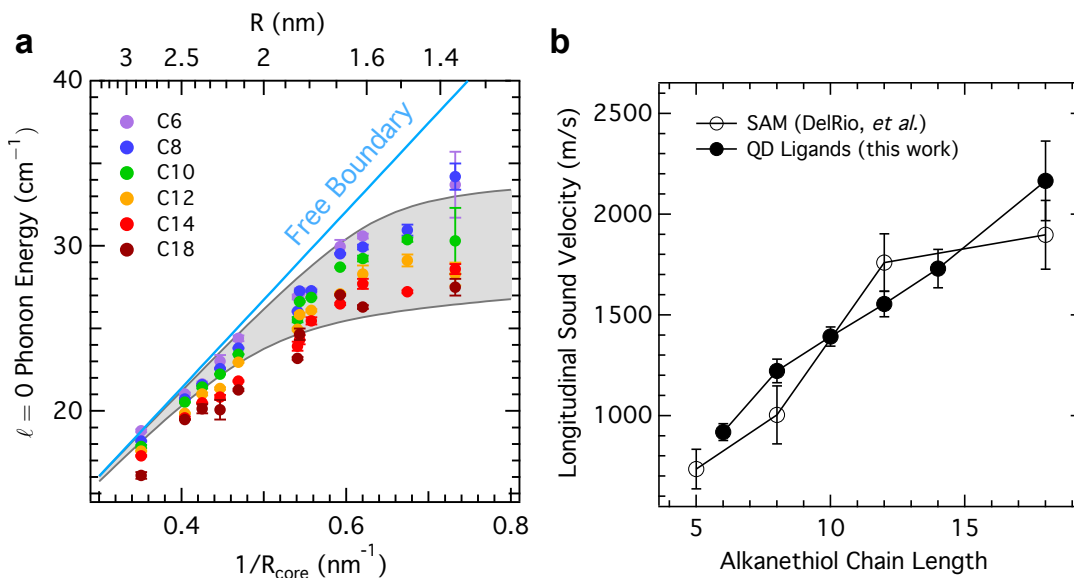 a
R (nm)
3 2.5 2 1.6 1.4
40
30
20
ℓ = 0 Phonon Energy (cm⁻¹)
C6
C8
C10
C12
C14
C18
Free Boundary
0.4 0.6 0.8
1/R_core (nm⁻¹)
b
Longitudinal Sound Velocity (m/s)
2500
2000
1500
1000
SAM (DelRio, et al.)
QD Ligands (this work)
5 10 15
Alkanethiol Chain Length